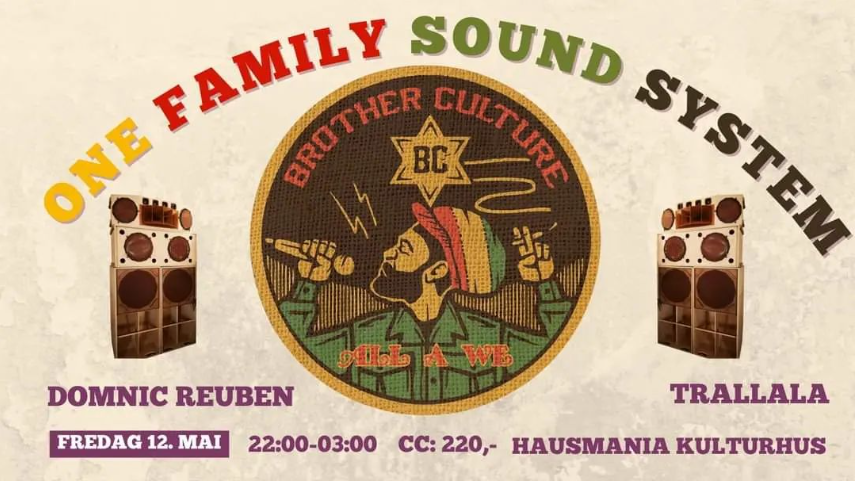 ONE FAMILY SOUND SYSTEM
BROTHER CULTURE
BC
ALL A WE
DOMNIC REUBEN
TRALLALA
FREDAG 12. MAI 22:00-03:00 CC: 220,- HAUSMANIA KULTURHUS